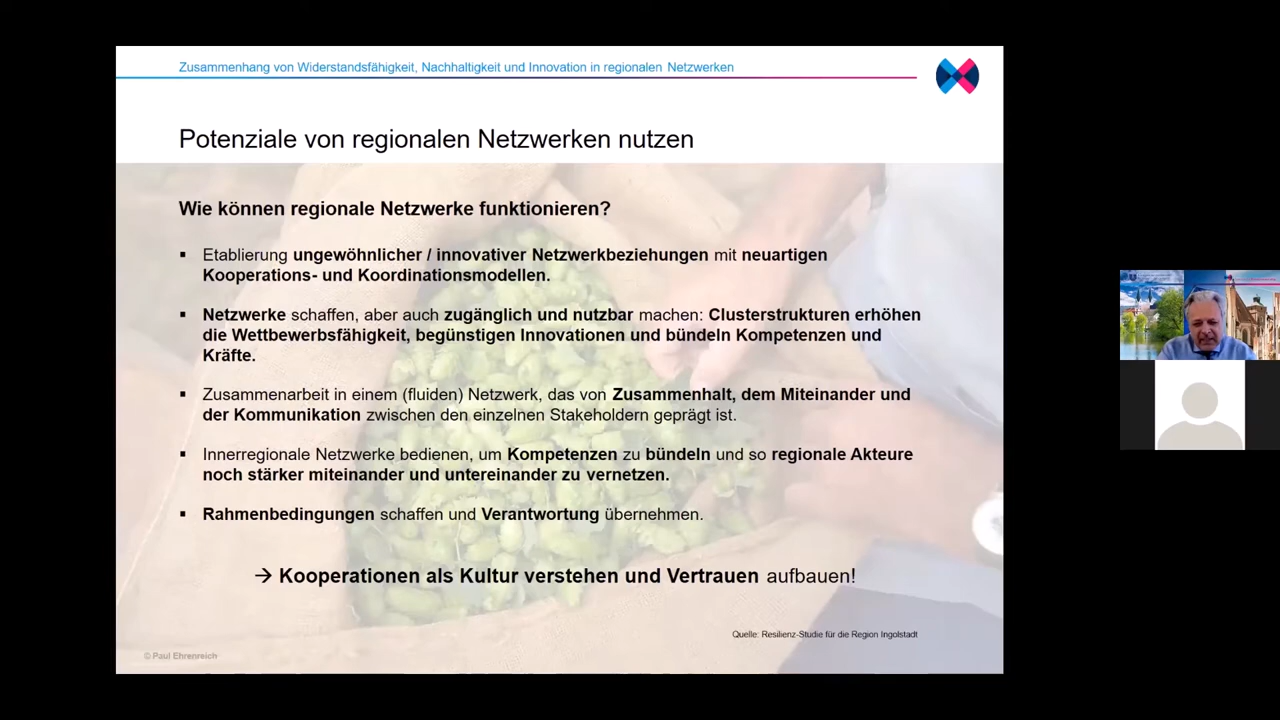 Zusammenhang von Widerstandsfähigkeit, Nachhaltigkeit und Innovation in regionalen Netzwerken
Potenziale von regionalen Netzwerken nutzen
Wie können regionale Netzwerke funktionieren?
▪ Etablierung ungewöhnlicher / innovativer Netzwerkbeziehungen mit neuartigen
Kooperations- und Koordinationsmodellen.
▪ Netzwerke schaffen, aber auch zugänglich und nutzbar machen: Clusterstrukturen erhöhen
die Wettbewerbsfähigkeit, begünstigen Innovationen und bündeln Kompetenzen und
Kräfte.
▪ Zusammenarbeit in einem (fluiden) Netzwerk, das von Zusammenhalt, dem Miteinander und
der Kommunikation zwischen den einzelnen Stakeholdern geprägt ist.
▪ Innerregionale Netzwerke bedienen, um Kompetenzen zu bündeln und so regionale Akteure
noch stärker miteinander und untereinander zu vernetzen.
▪ Rahmenbedingungen schaffen und Verantwortung übernehmen.
→ Kooperationen als Kultur verstehen und Vertrauen aufbauen!
Quelle: Resilienz-Studie für die Region Ingolstadt
© Paul Ehrenreich